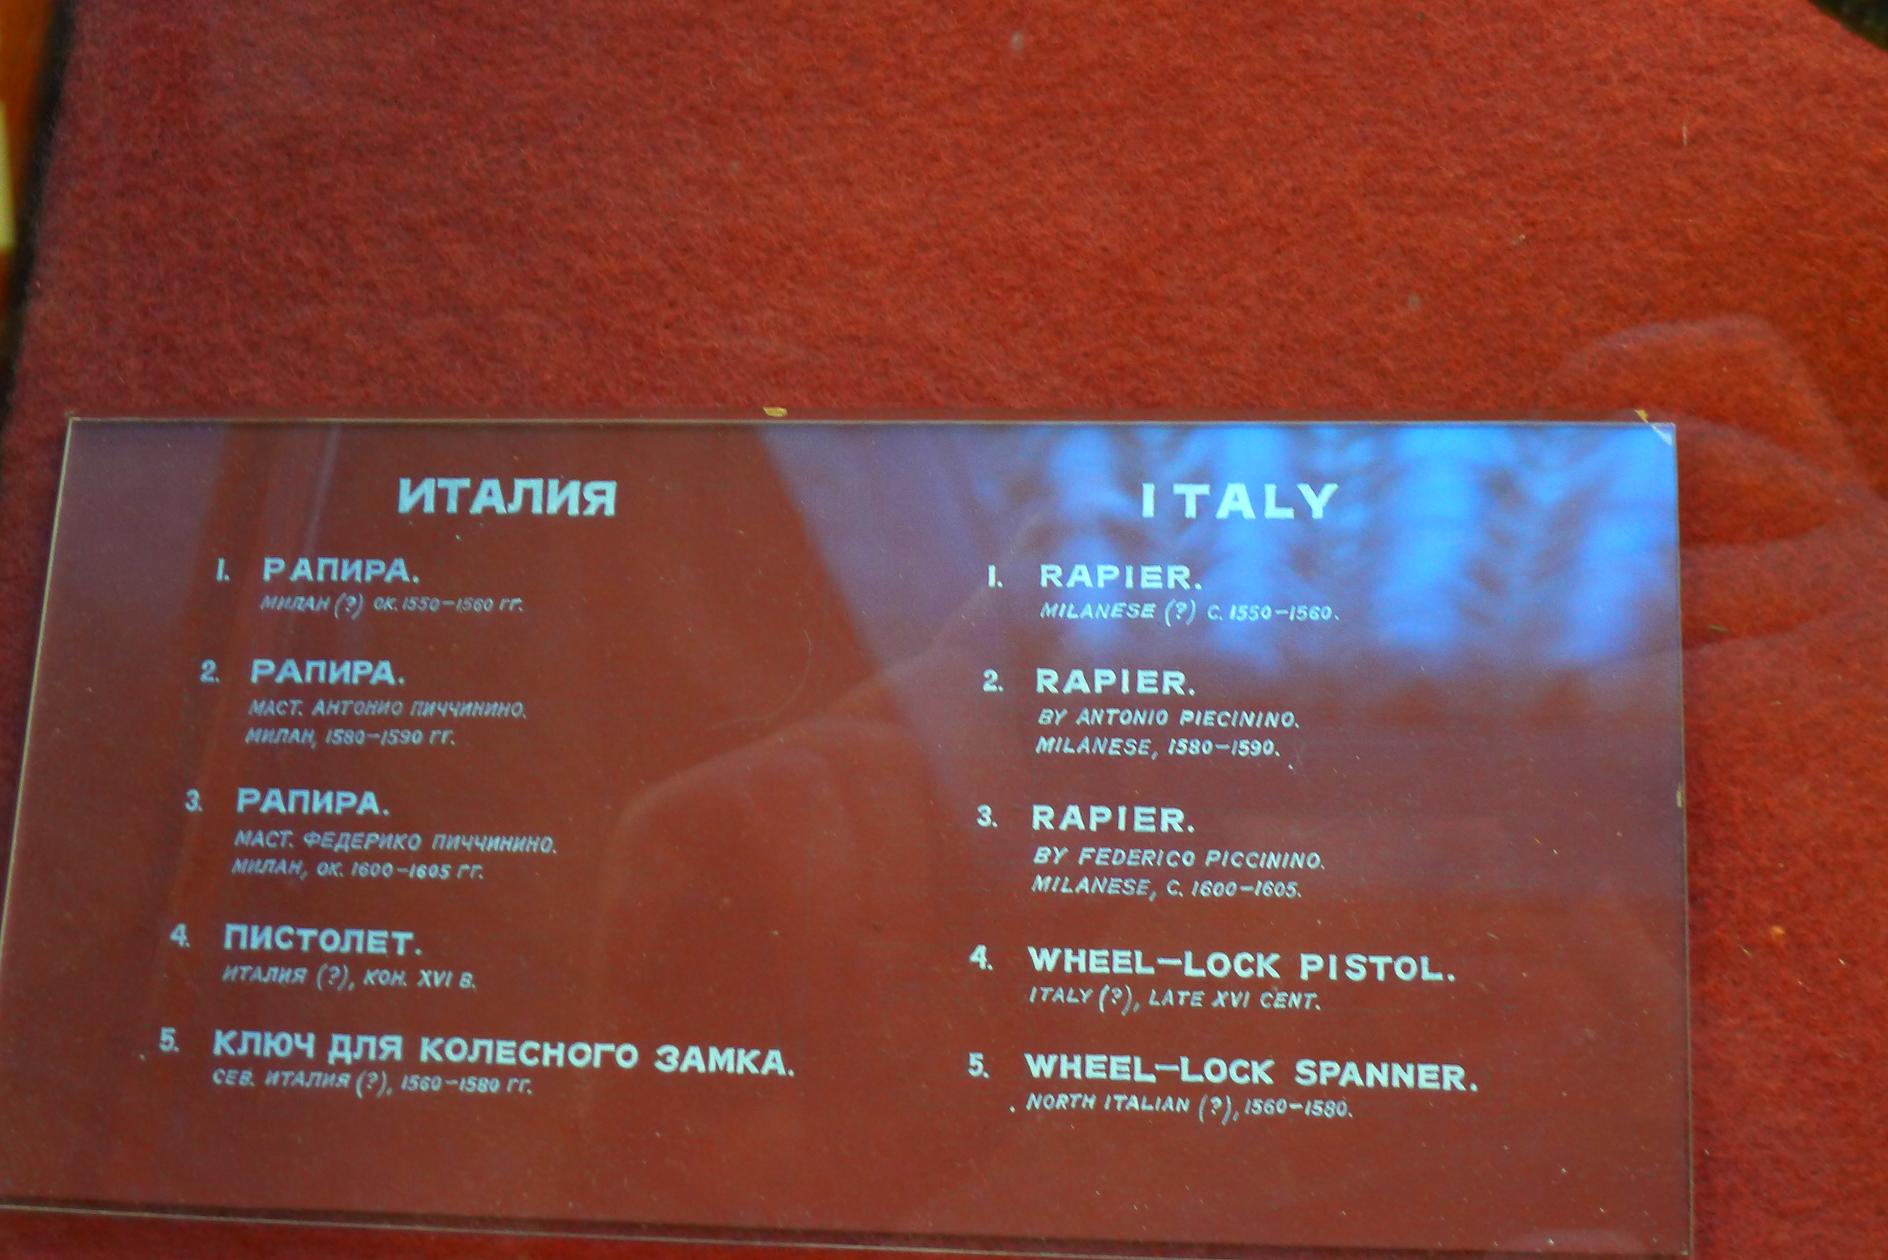 ИТАЛИЯ
1. РАПИРА.
МИЛАН (?) ОК. 1550–1560 ГГ.
2. РАПИРА.
МАСТ. АНТОНИО ПИЧЧИНИНО.
МИЛАН, 1580–1590 ГГ.
3. РАПИРА.
МАСТ. ФЕДЕРИКО ПИЧЧИНИНО.
МИЛАН, ОК. 1600–1605 ГГ.
4. ПИСТОЛЕТ.
ИТАЛИЯ (?), КОН. XVI В.
5. КЛЮЧ ДЛЯ КОЛЕСНОГО ЗАМКА.
СЕВ. ИТАЛИЯ (?), 1560–1580 ГГ.
ITALY
1. RAPIER.
MILANESE (?) C. 1550–1560.
2. RAPIER.
BY ANTONIO PIECININO.
MILANESE, 1580–1590.
3. RAPIER.
BY FEDERICO PICCININO.
MILANESE, C. 1600–1605.
4. WHEEL–LOCK PISTOL.
ITALY (?), LATE XVI CENT.
5. WHEEL–LOCK SPANNER.
NORTH ITALIAN (?), 1560–1580.